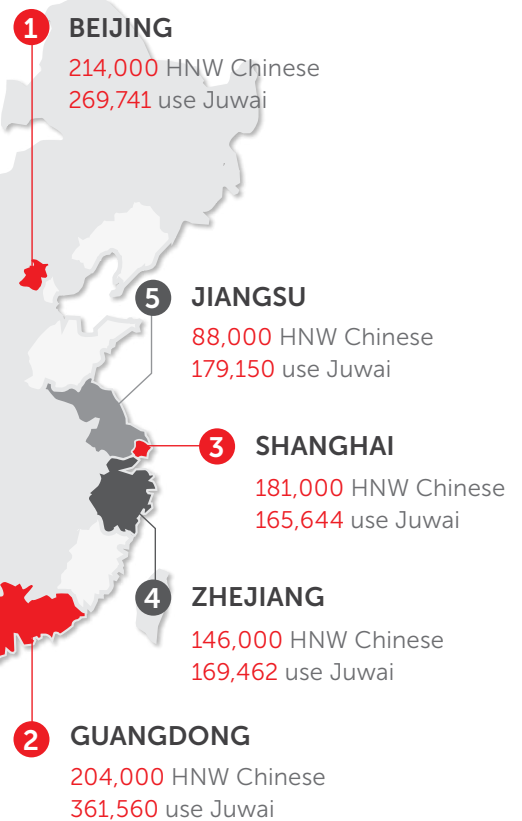 1 BEIJING
214,000 HNW Chinese
269,741 use Juwai
5 JIANGSU
88,000 HNW Chinese
179,150 use Juwai
3 SHANGHAI
181,000 HNW Chinese
165,644 use Juwai
4 ZHEJIANG
146,000 HNW Chinese
169,462 use Juwai
2 GUANGDONG
204,000 HNW Chinese
361,560 use Juwai